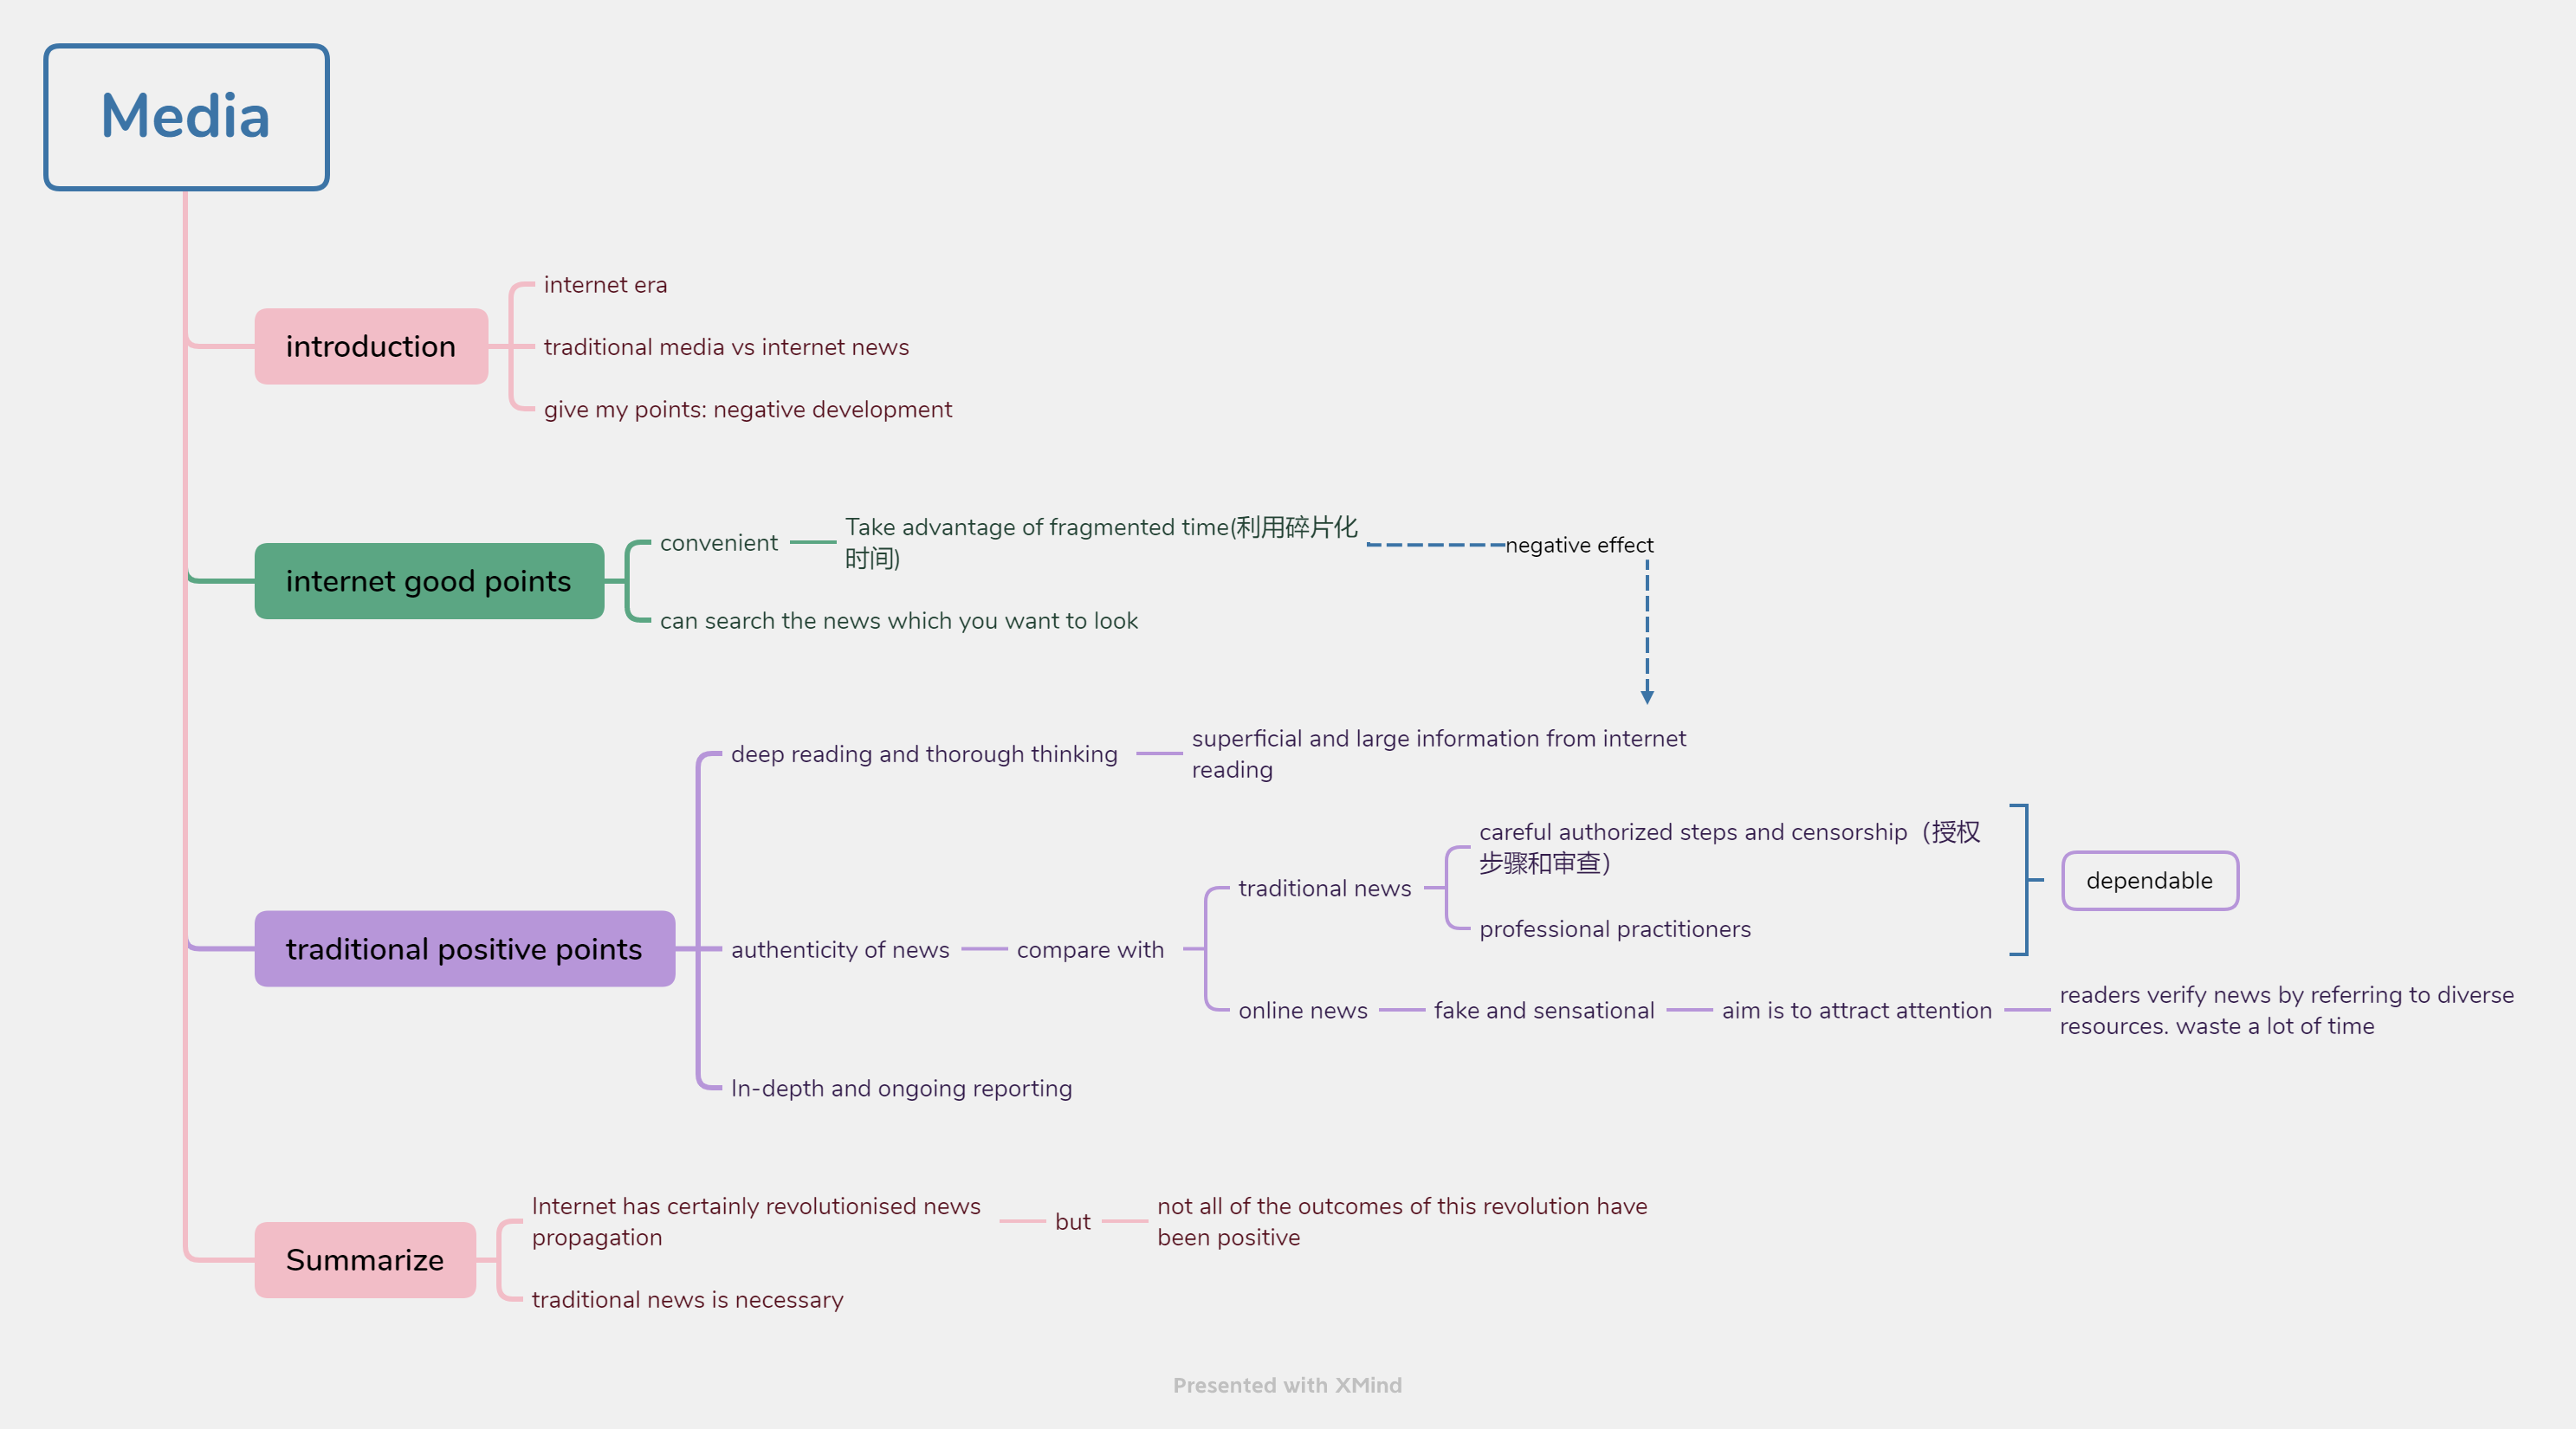 Media
introduction
internet era
traditional media vs internet news
give my points: negative development
internet good points
convenient
Take advantage of fragmented time(利用碎片化
时间)
negative effect
can search the news which you want to look
traditional positive points
deep reading and thorough thinking
superficial and large information from internet
reading
authenticity of news
compare with
traditional news
careful authorized steps and censorship（授权
步骤和审查）
professional practitioners
dependable
online news
fake and sensational
aim is to attract attention
readers verify news by referring to diverse
resources. waste a lot of time
In-depth and ongoing reporting
Summarize
Internet has certainly revolutionised news
propagation
but
not all of the outcomes of this revolution have
been positive
traditional news is necessary
Presented with XMind